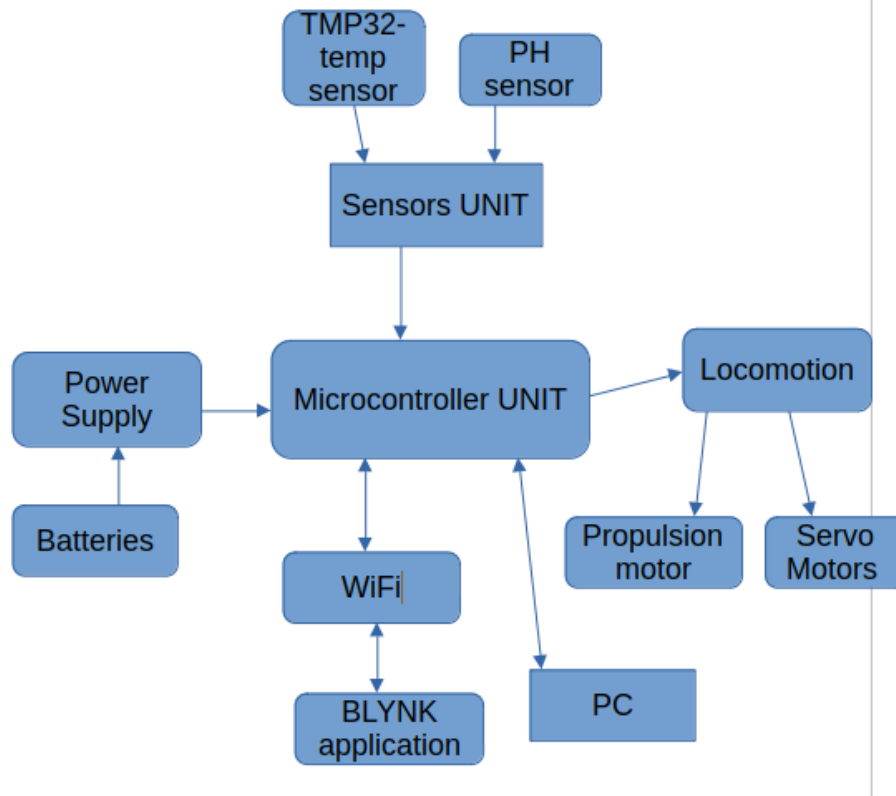 TMP32-
temp
sensor
PH
sensor
Sensors UNIT
Power
Supply
Microcontroller UNIT
Locomotion
Batteries
Propulsion
motor
Servo
Motors
WiFi
BLYNK
application
PC